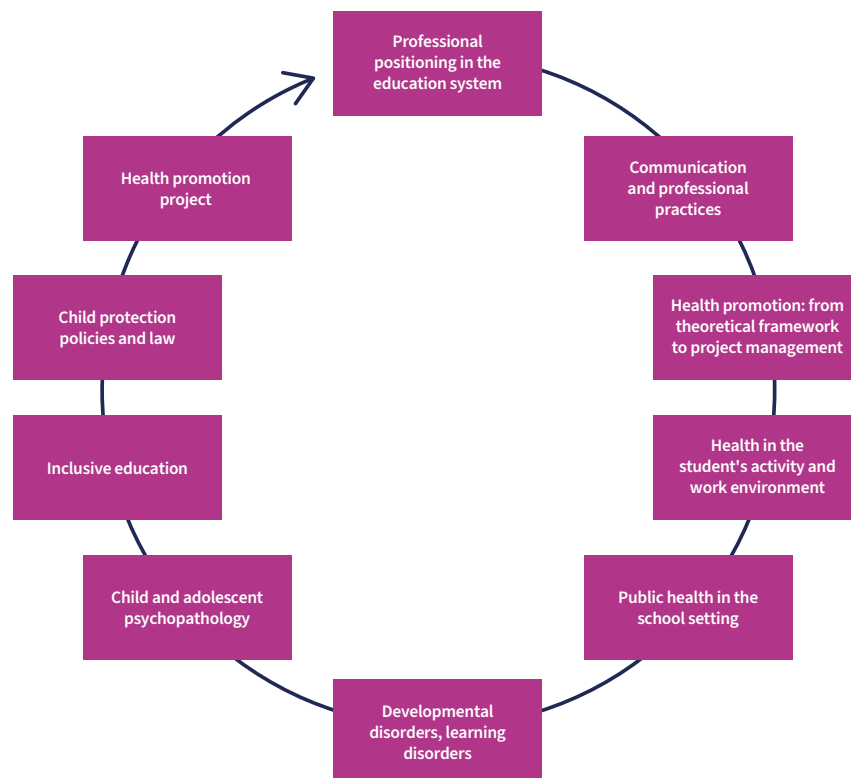 Professional
positioning in the
education system
Communication
and professional
practices
Health promotion: from
theoretical framework
to project management
Health in the
student's activity and
work environment
Public health in the
school setting
Developmental
disorders, learning
disorders
Child and adolescent
psychopathology
Inclusive education
Child protection
policies and law
Health promotion
project